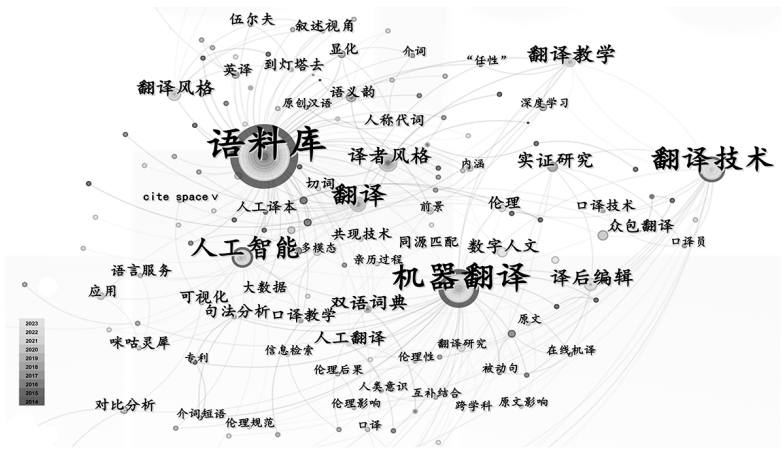 伍尔夫
叙述视角
显化
介词
“任性”
翻译教学
英译
到灯塔去
翻译风格
语义韵
原创汉语
深度学习
人称代词
语料库
译者风格
内涵
实证研究
翻译技术
切词
cite space v
人工译本
翻译
前景
伦理
口译技术
众包翻译
共现技术
同源匹配
数字人文
口译员
人工智能
多模态
亲历过程
语言服务
机器翻译
译后编辑
应用
大数据
可视化
双语词典
句法分析
口译教学
原文
咪咕灵犀
人工翻译
翻译研究
专利
信息检索
伦理性
在线机译
伦理后果
被动句
人类意识
互补结合
对比分析
介词短语
伦理影响
跨学科
原文影响
伦理规范
口译
2023
2022
2021
2020
2019
2018
2017
2016
2015
2014